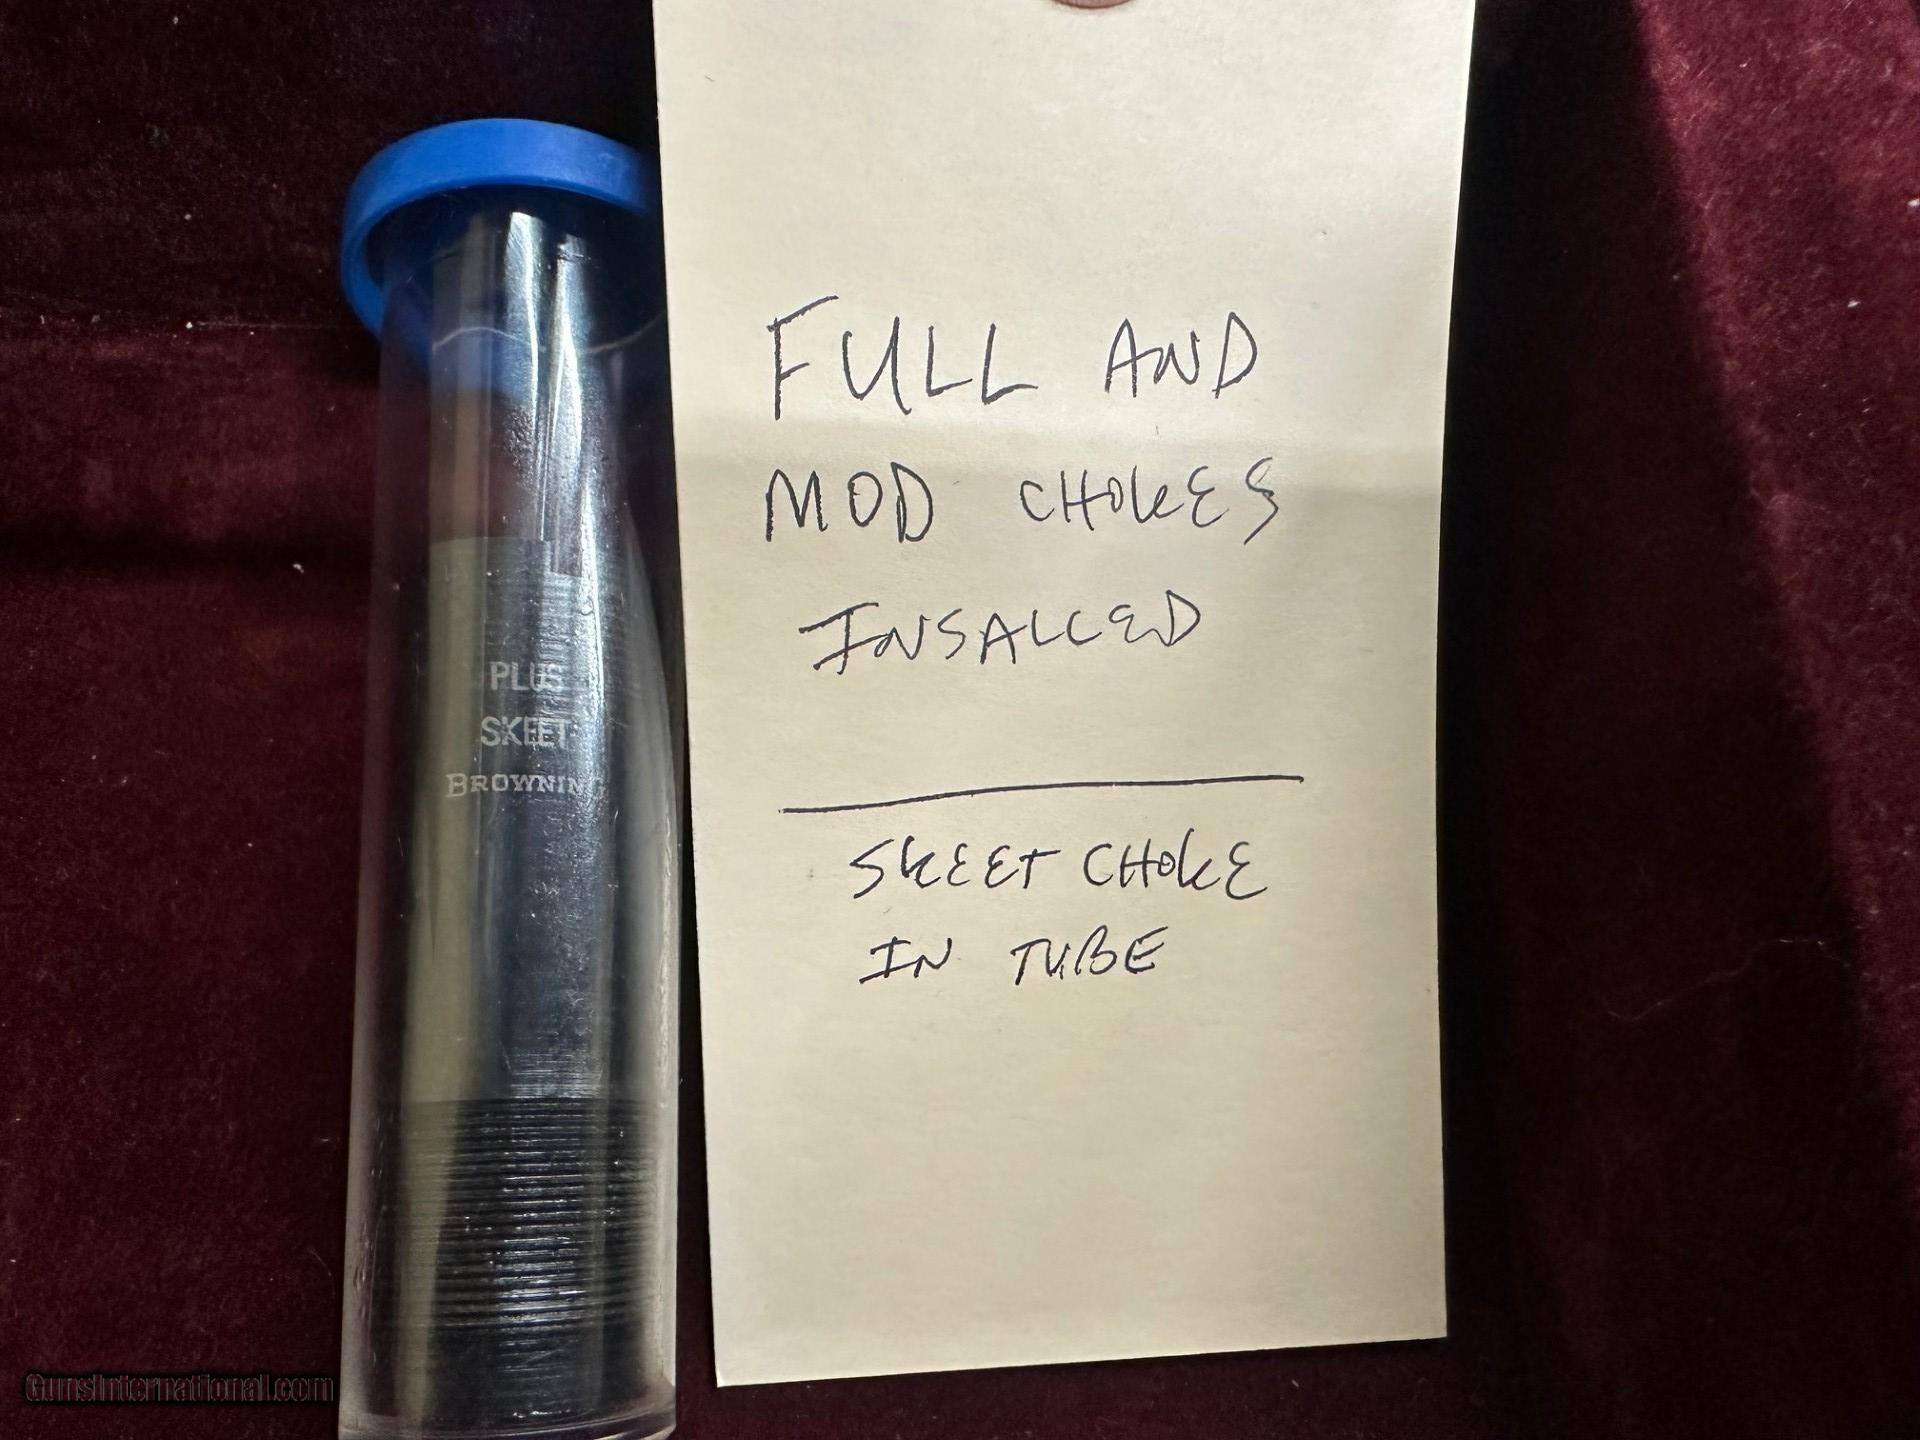 PLUS
SKEET
BROWNING
FULL AND
MOD CHOKES
INSALLED
SKEET CHOKE
IN TUBE
GunsInternational.com